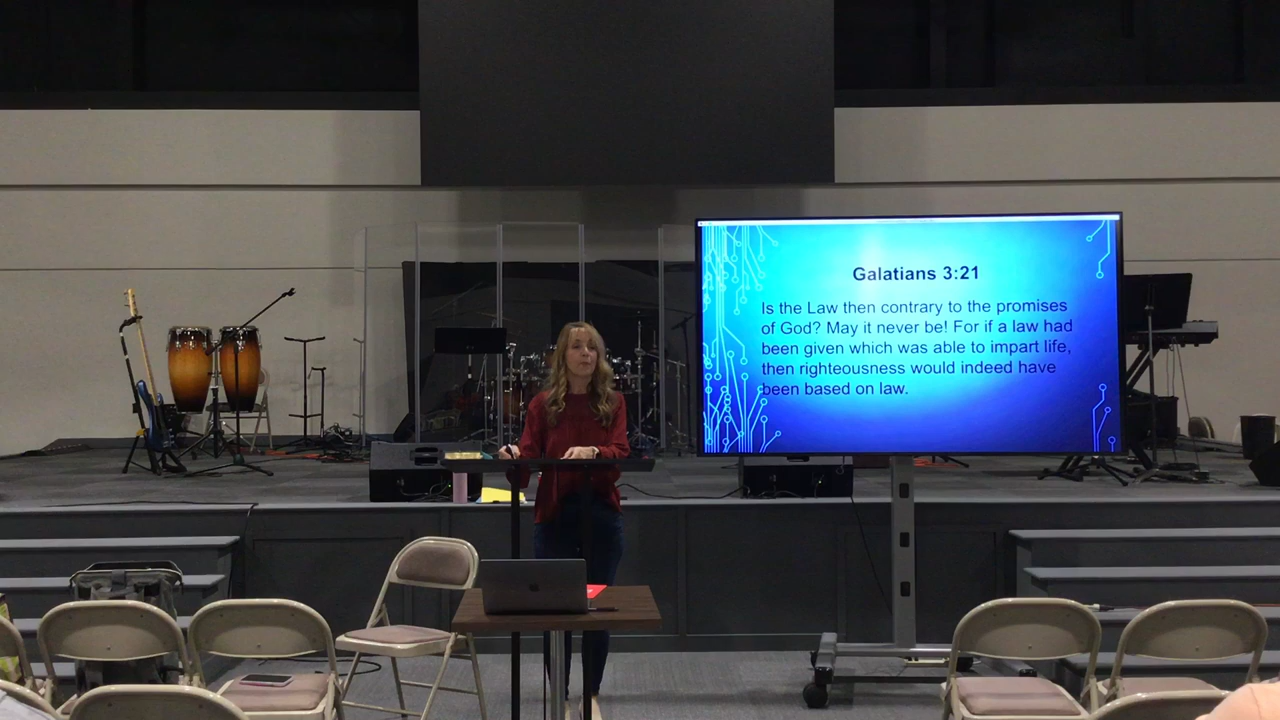 Galatians 3:21
Is the Law then contrary to the promises
of God? May it never be! For if a law had
been given which was able to impart life,
then righteousness would indeed have
been based on law.